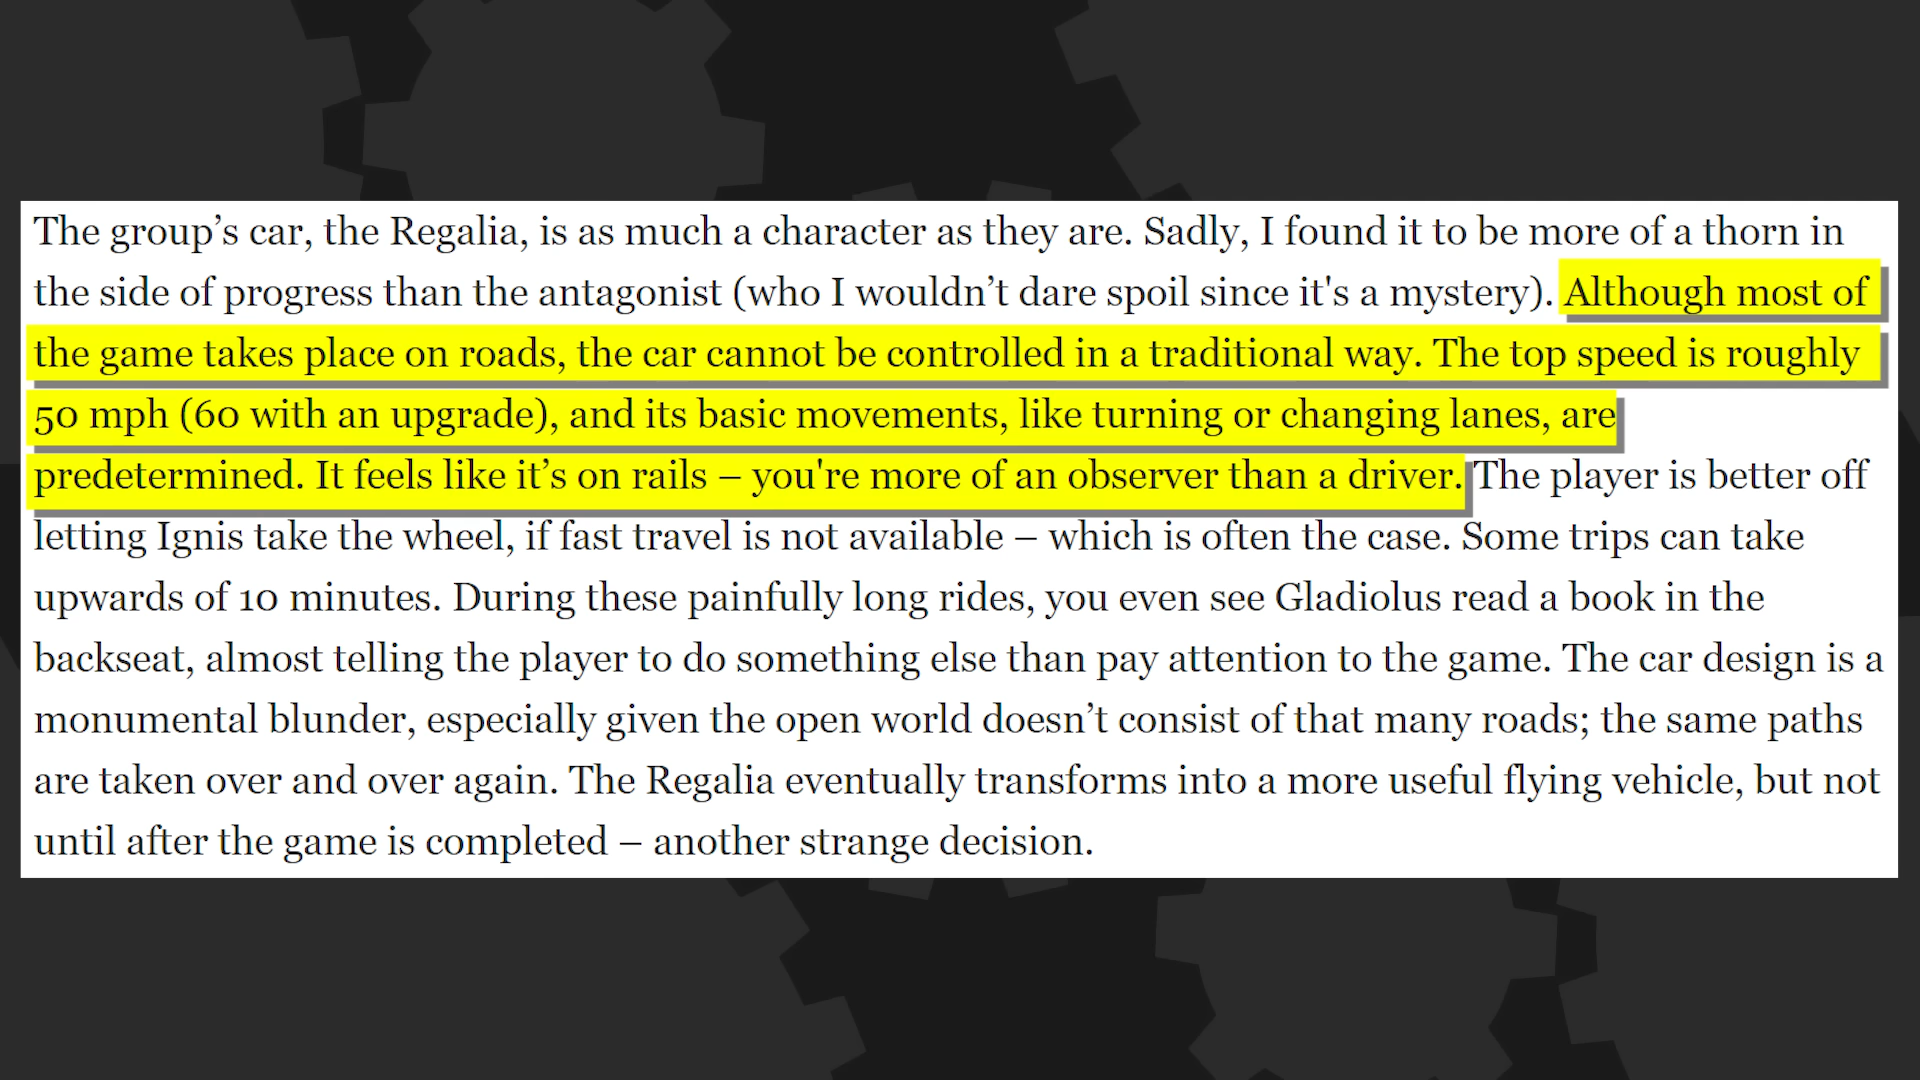 The group’s car, the Regalia, is as much a character as they are. Sadly, I found it to be more of a thorn in
the side of progress than the antagonist (who I wouldn’t dare spoil since it's a mystery). Although most of
the game takes place on roads, the car cannot be controlled in a traditional way. The top speed is roughly
50 mph (60 with an upgrade), and its basic movements, like turning or changing lanes, are
predetermined. It feels like it’s on rails – you're more of an observer than a driver. The player is better off
letting Ignis take the wheel, if fast travel is not available – which is often the case. Some trips can take
upwards of 10 minutes. During these painfully long rides, you even see Gladiolus read a book in the
backseat, almost telling the player to do something else than pay attention to the game. The car design is a
monumental blunder, especially given the open world doesn’t consist of that many roads; the same paths
are taken over and over again. The Regalia eventually transforms into a more useful flying vehicle, but not
until after the game is completed – another strange decision.